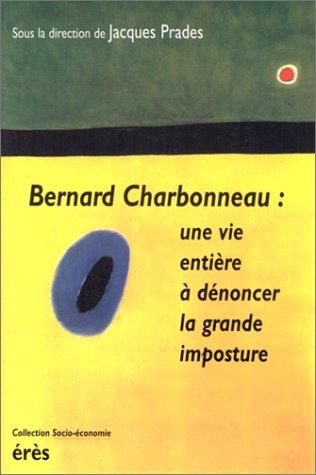 Sous la direction de Jacques Prades
Bernard Charbonneau :
une vie
entière
à dénoncer
la grande
imposture
Collection Socio-économie
érès